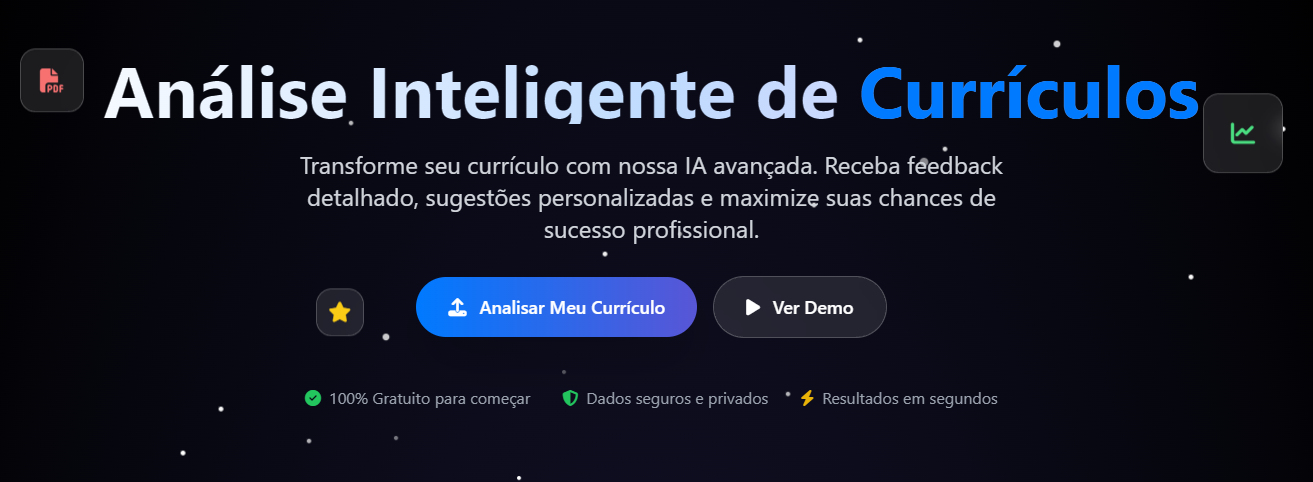 PDF
Análise Inteligente de Currículos
Transforme seu currículo com nossa IA avançada. Receba feedback
detalhado, sugestões personalizadas e maximize suas chances de
sucesso profissional.
Analisar Meu Currículo
Ver Demo
100% Gratuito para começar
Dados seguros e privados
Resultados em segundos